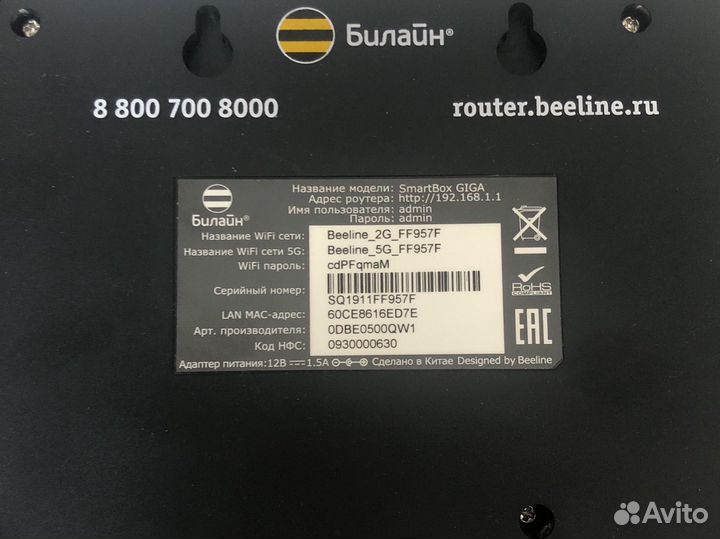 Билайн®
8 800 700 8000
router.beeline.ru
Билайн®
Название модели: SmartBox GIGA
Адрес роутера: http://192.168.1.1
Имя пользователя: admin
Пароль: admin
Название WiFi сети: Beeline_2G_FF957F
Название WiFi сети 5G: Beeline_5G_FF957F
WiFi пароль: cdPFqmaM
Серийный номер:
SQ1911FF957F
LAN MAC-адрес: 60CE8616ED7E
Арт. производителя: 0DBE0500QW1
Код НФС: 0930000630
RoHS
COMPLIANT
EAC
Адаптер питания:12В 1.5А Сделано в Китае Designed by Beeline
Avito